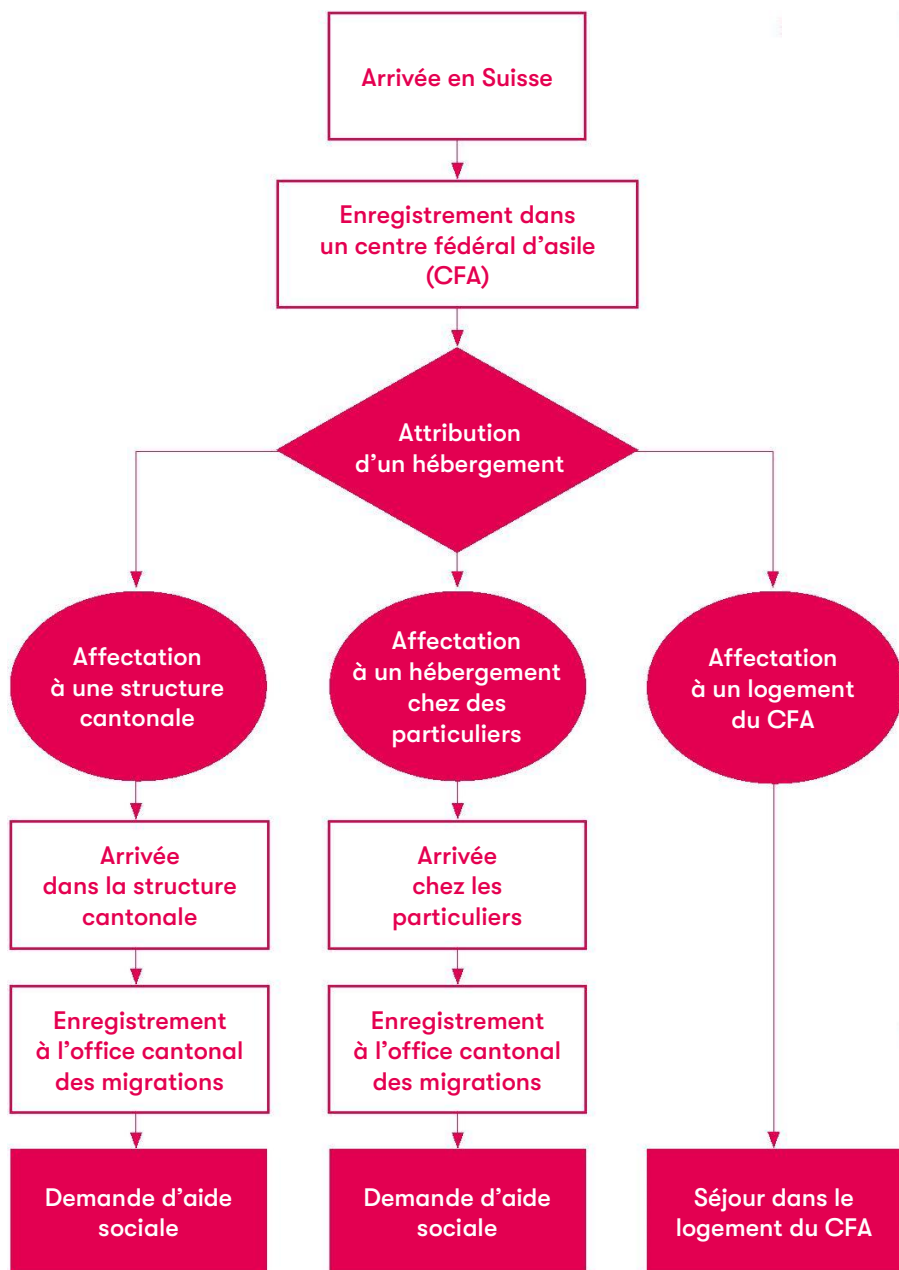 Arrivée en Suisse
Enregistrement dans
un centre fédéral d'asile
(CFA)
Attribution
d'un hébergement
Affectation
à une structure
cantonale
Affectation
à un hébergement
chez des
particuliers
Affectation
à un logement
du CFA
Arrivée
dans la structure
cantonale
Arrivée
chez les
particuliers
Enregistrement
à l'office cantonal
des migrations
Enregistrement
à l'office cantonal
des migrations
Demande d'aide
sociale
Demande d'aide
sociale
Séjour dans le
logement du CFA